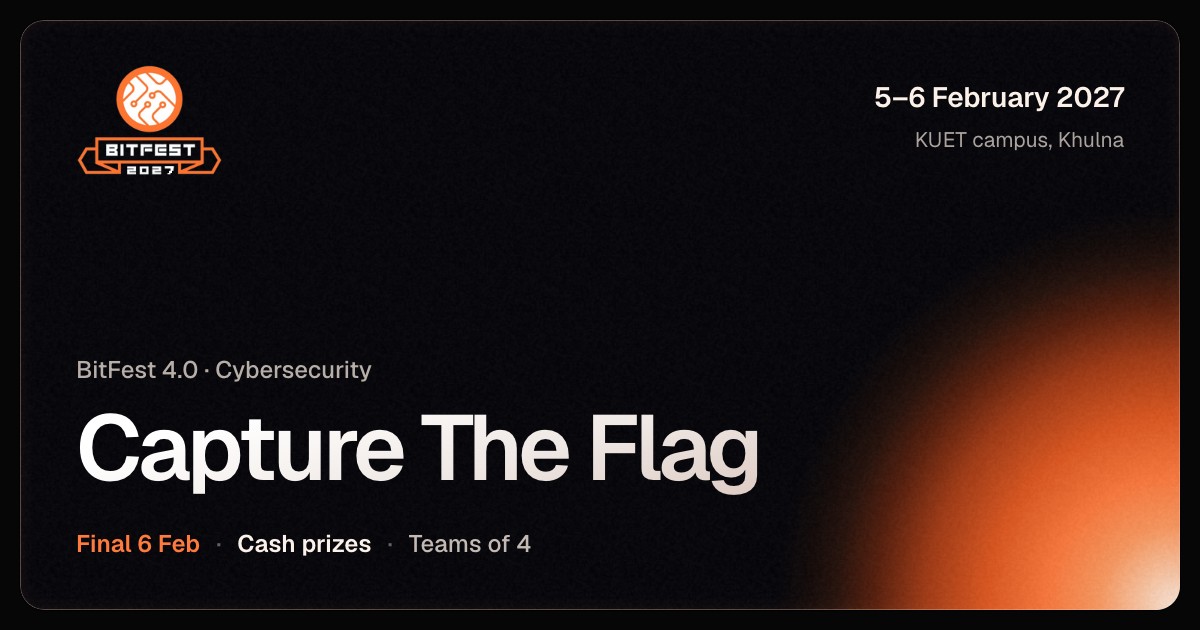 BITFEST
2027
5–6 February 2027
KUET campus, Khulna
BitFest 4.0 · Cybersecurity
Capture The Flag
Final 6 Feb · Cash prizes · Teams of 4